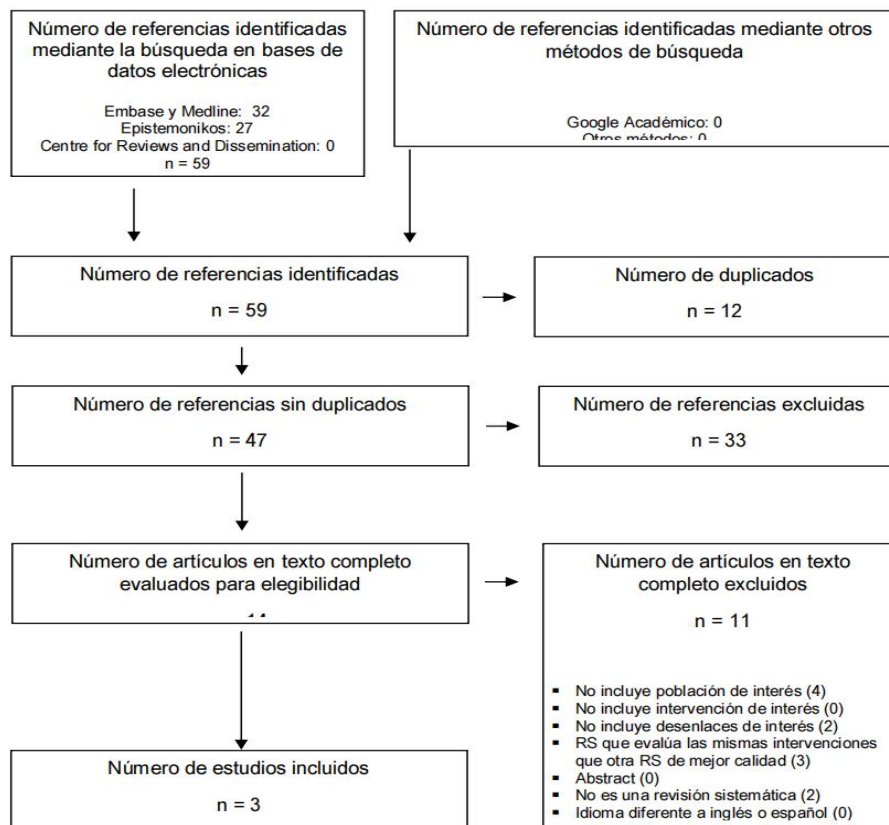 Número de referencias identificadas
mediante la búsqueda en bases de
datos electrónicas
Embase y Medline: 32
Epistemonikos: 27
Centre for Reviews and Dissemination: 0
n = 59
Número de referencias identificadas mediante otros
métodos de búsqueda
Google Académico: 0
Otros métodos: 0
Número de referencias identificadas
n = 59
Número de duplicados
n = 12
Número de referencias sin duplicados
n = 47
Número de referencias excluidas
n = 33
Número de artículos en texto completo
evaluados para elegibilidad
Número de artículos en texto
completo excluidos
n = 11
▪ No incluye población de interés (4)
▪ No incluye intervención de interés (0)
▪ No incluye desenlaces de interés (2)
▪ RS que evalúa las mismas intervenciones
que otra RS de mejor calidad (3)
▪ Abstract (0)
▪ No es una revisión sistemática (2)
▪ Idioma diferente a inglés o español (0)
Número de estudios incluidos
n = 3